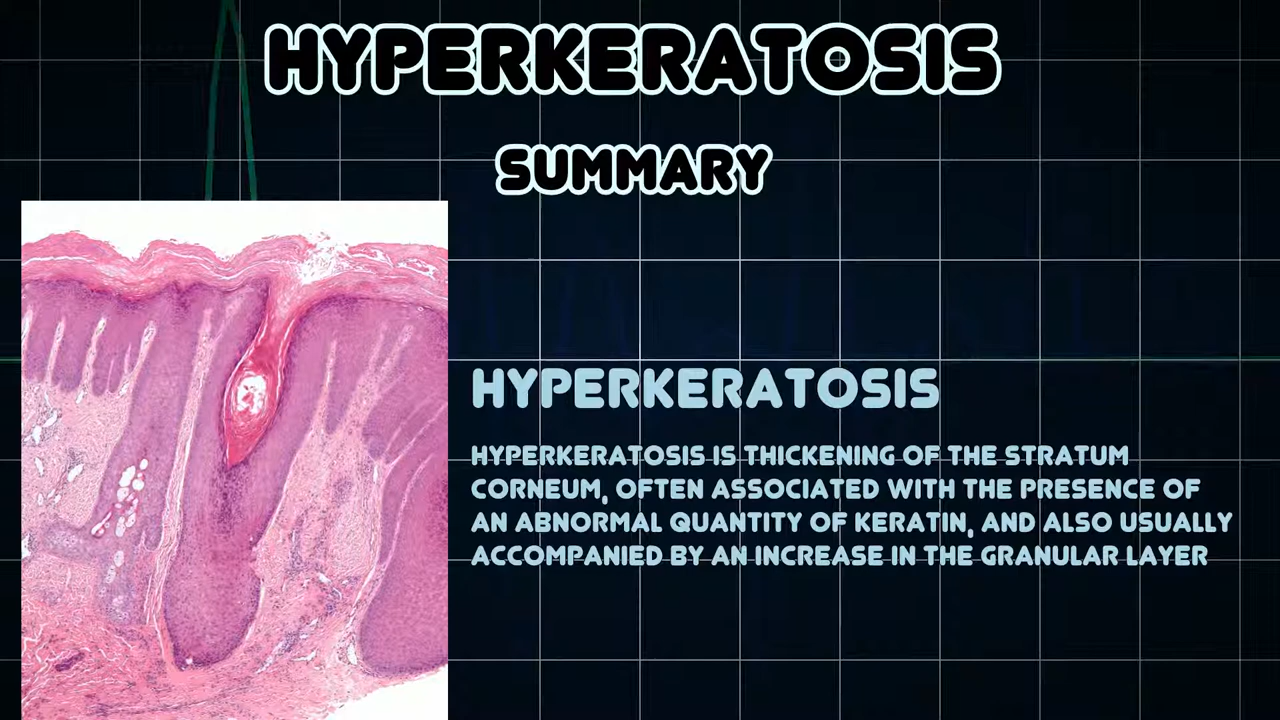 HYPERKERATOSIS
SUMMARY
HYPERKERATOSIS
HYPERKERATOSIS IS THICKENING OF THE STRATUM
CORNEUM, OFTEN ASSOCIATED WITH THE PRESENCE OF
AN ABNORMAL QUANTITY OF KERATIN, AND ALSO USUALLY
ACCOMPANIED BY AN INCREASE IN THE GRANULAR LAYER